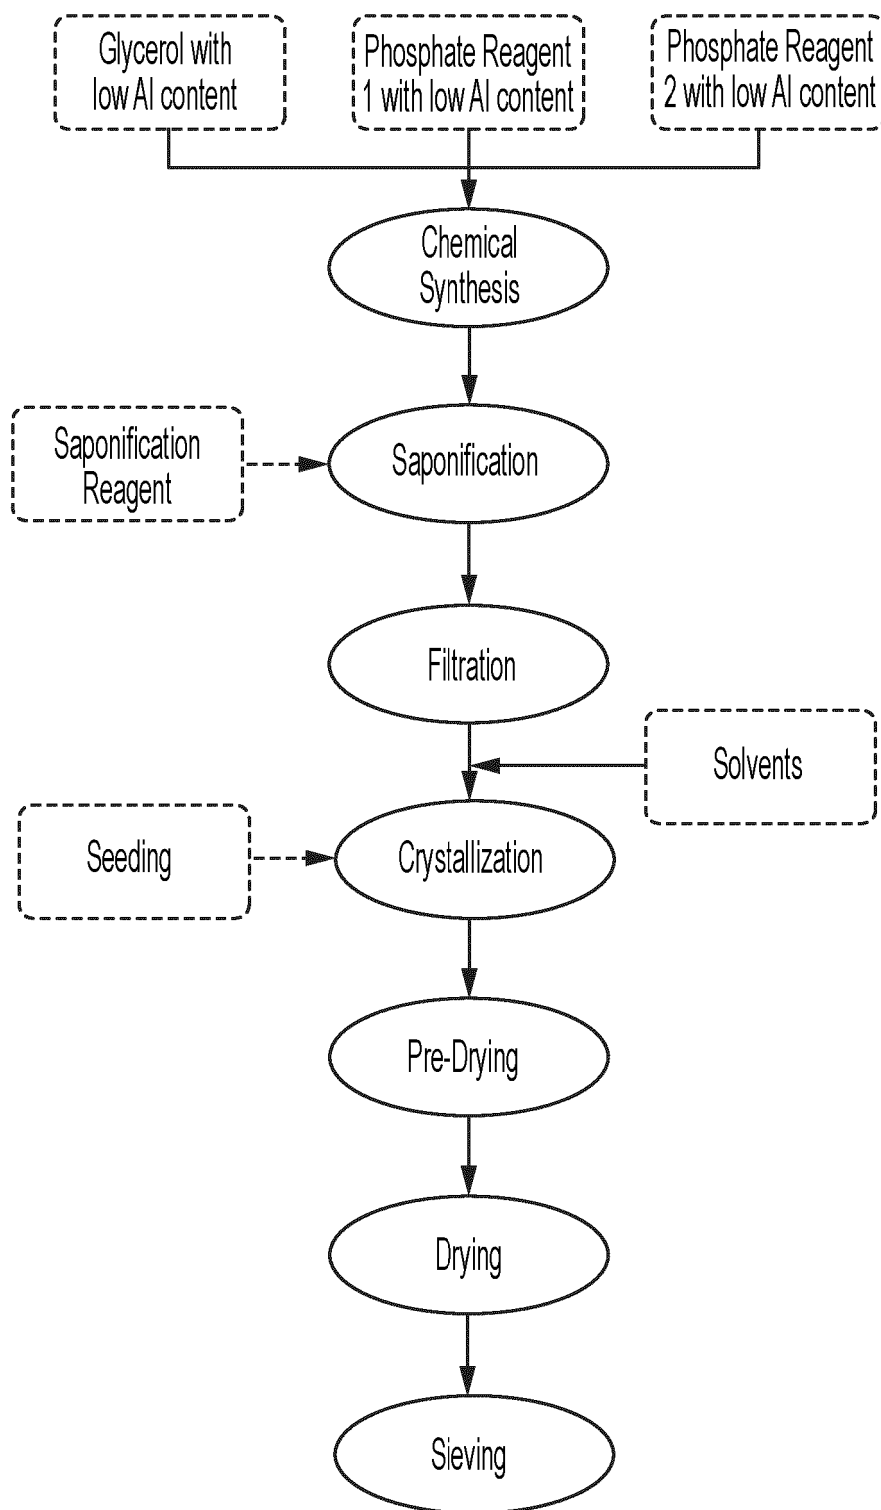 Glycerol with
low Al content
Phosphate Reagent
1 with low Al content
Phosphate Reagent
2 with low Al content
Chemical
Synthesis
Saponification
Reagent
Saponification
Filtration
Solvents
Seeding
Crystallization
Pre-Drying
Drying
Sieving